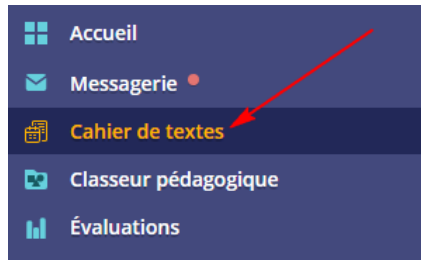 Accueil
Messagerie
Cahier de textes
Classeur pédagogique
Évaluations